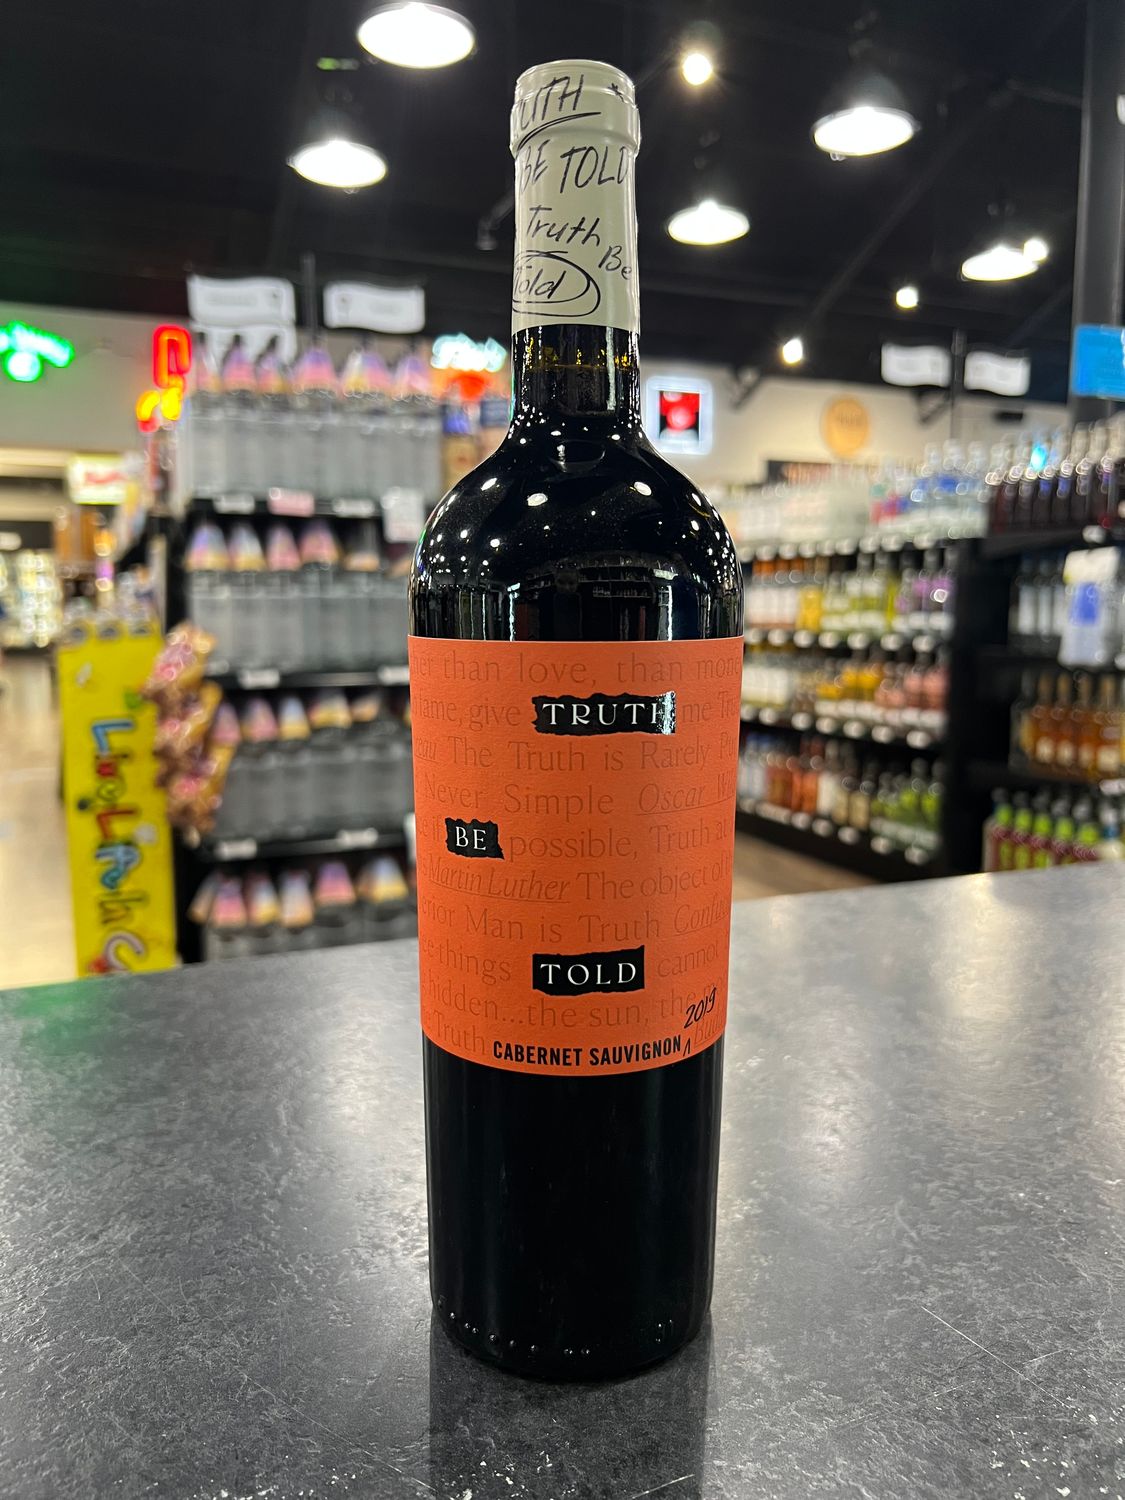 BE TOLD
Truth
Be
Told
than love, than
give TRUTH me
The Truth is Rarely
Never Simple Oscar
BE possible, Truth
Martin Luther The object of
Man is Truth
things TOLD cannot
hidden...the sun, the
2019
Truth CABERNET SAUVIGNON